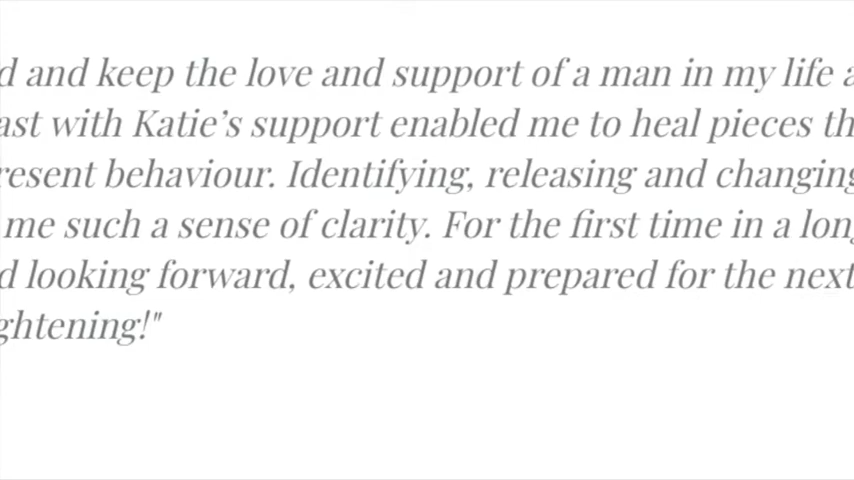 d and keep the love and support of a man in my life a
ast with Katie's support enabled me to heal pieces th
resent behaviour. Identifying, releasing and changing
me such a sense of clarity. For the first time in a long
d looking forward, excited and prepared for the next
ghtening!"